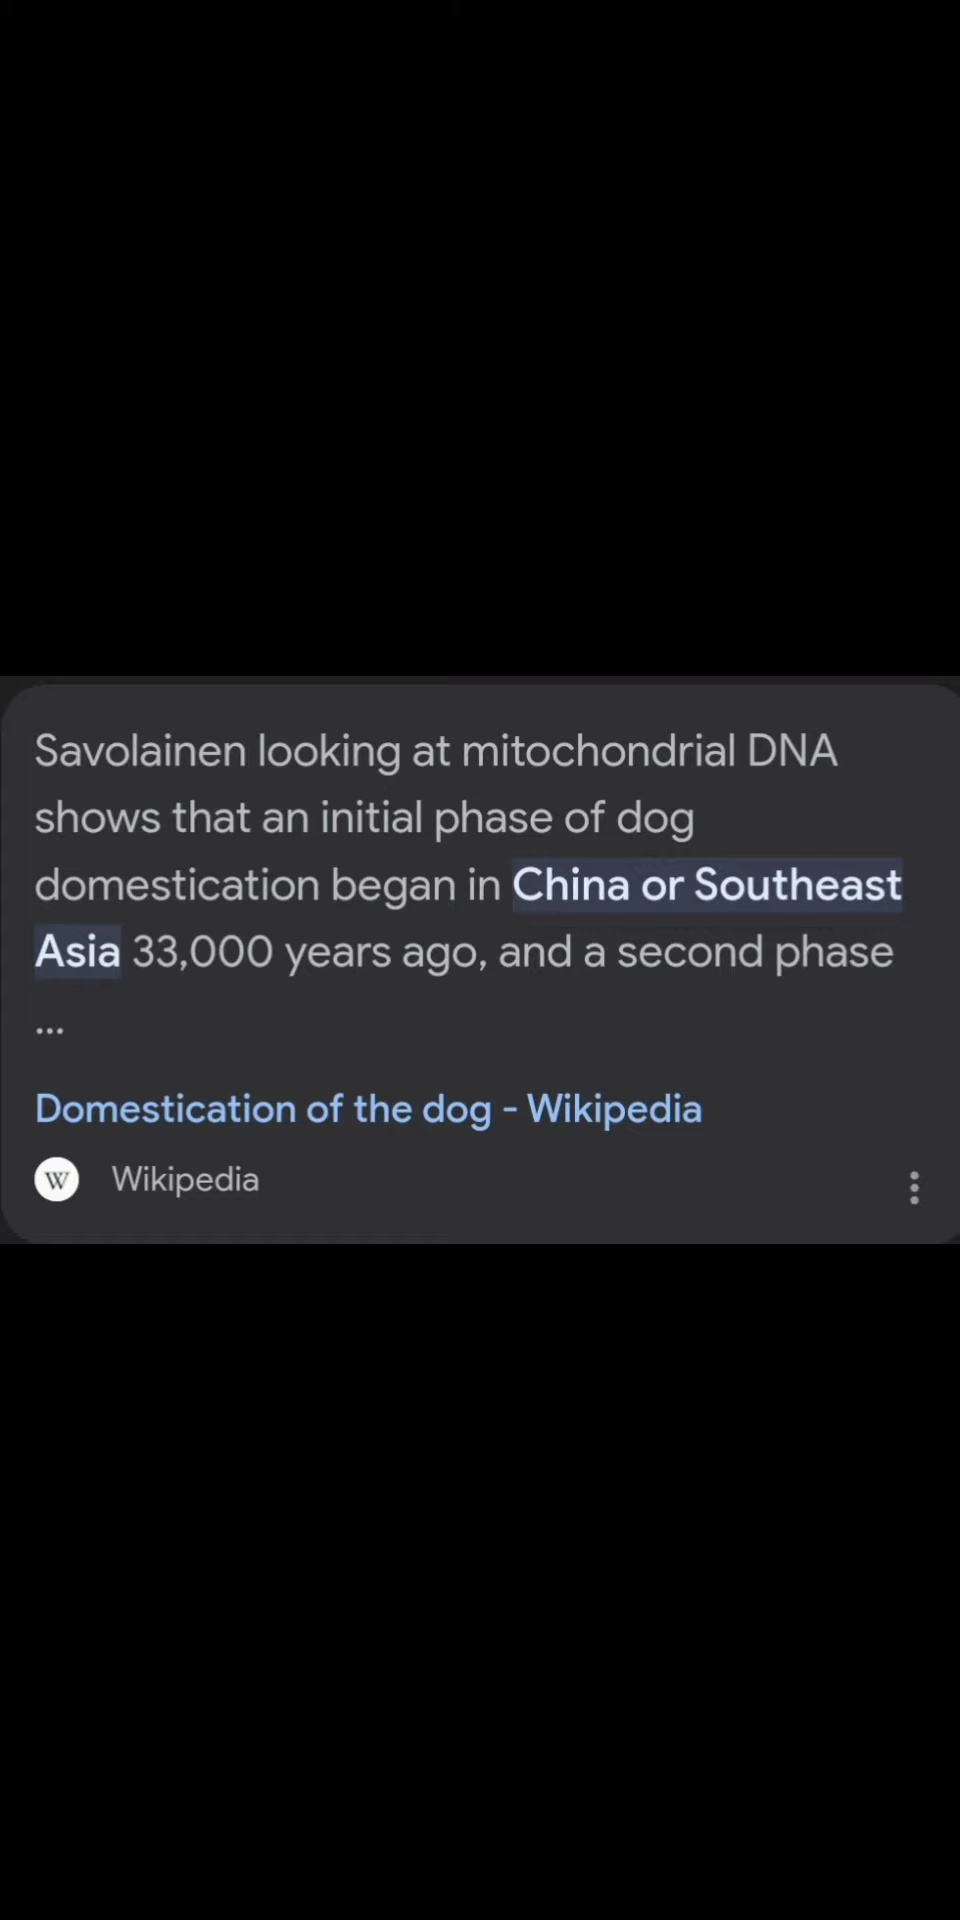 Savolainen looking at mitochondrial DNA
shows that an initial phase of dog
domestication began in China or Southeast
Asia 33,000 years ago, and a second phase
...
Domestication of the dog - Wikipedia
W Wikipedia